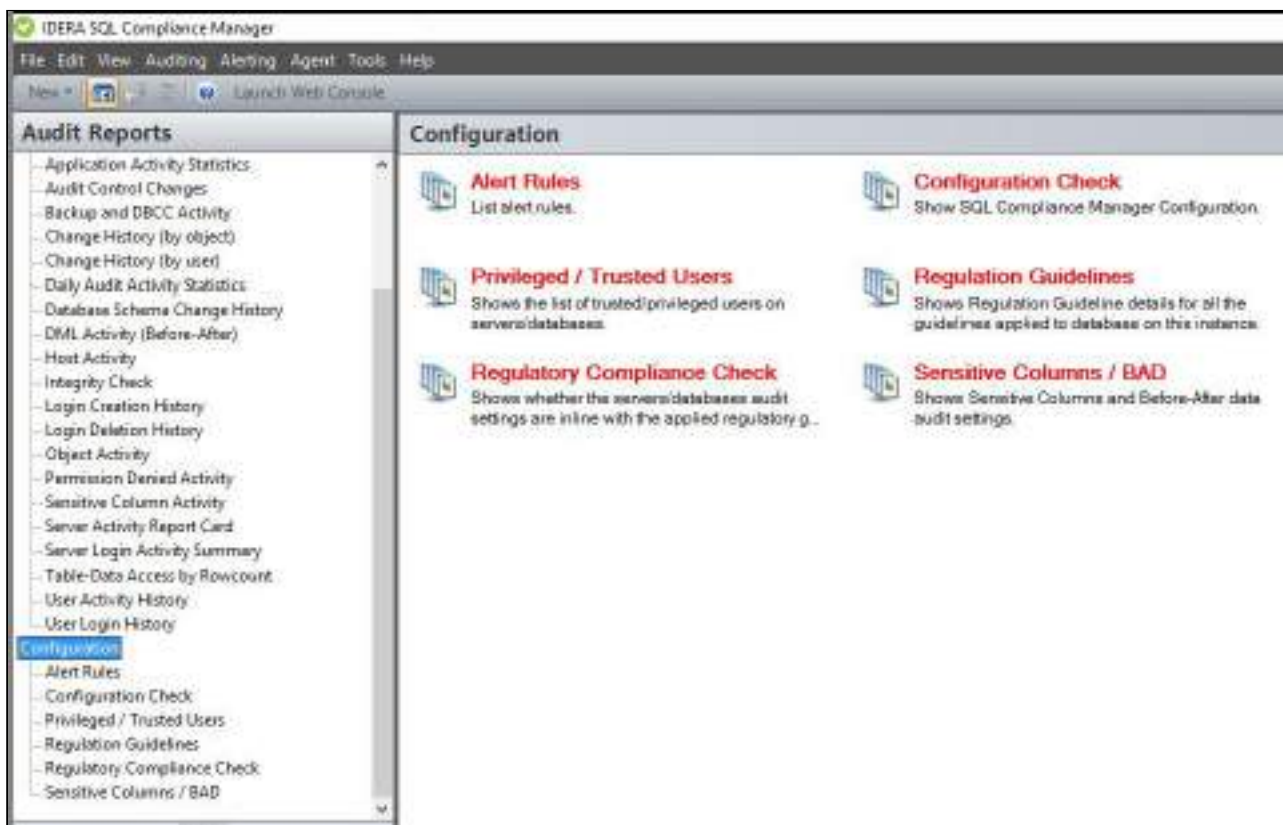 IDERA SQL Compliance Manager
File Edit View Auditing Alerting Agent Tools Help
New Launch Web Console
Audit Reports
Application Activity Statistics
Audit Control Changes
Backup and DBCC Activity
Change History (by object)
Change History (by user)
Daily Audit Activity Statistics
Database Schema Change History
DML Activity (Before-After)
Host Activity
Integrity Check
Login Creation History
Login Deletion History
Object Activity
Permission Denied Activity
Sensitive Column Activity
Server Activity Report Card
Server Login Activity Summary
Table-Data Access by Rowcount
User Activity History
User Login History
Configuration
Alert Rules
Configuration Check
Privileged / Trusted Users
Regulation Guidelines
Regulatory Compliance Check
Sensitive Columns / BAD
Configuration
Alert Rules
List alert rules.
Configuration Check
Show SQL Compliance Manager Configuration.
Privileged / Trusted Users
Shows the list of trusted/privileged users on
servers/databases.
Regulation Guidelines
Shows Regulation Guideline details for all the
guidelines applied to database on this instance.
Regulatory Compliance Check
Shows whether the servers/databases audit
settings are inline with the applied regulatory g...
Sensitive Columns / BAD
Shows Sensitive Columns and Before-After data
audit settings.